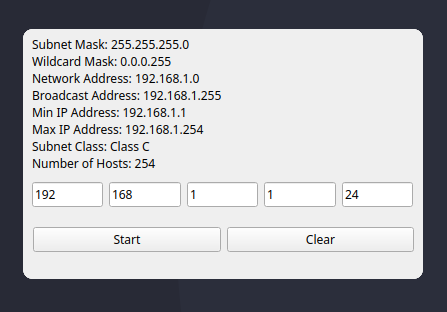 Subnet Mask: 255.255.255.0
Wildcard Mask: 0.0.0.255
Network Address: 192.168.1.0
Broadcast Address: 192.168.1.255
Min IP Address: 192.168.1.1
Max IP Address: 192.168.1.254
Subnet Class: Class C
Number of Hosts: 254
192 168 1 1 24
Start Clear